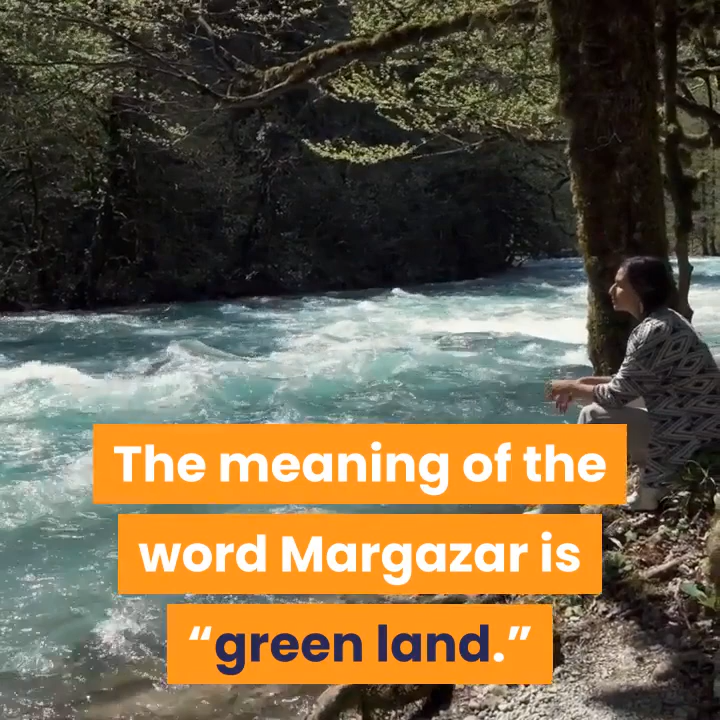 The meaning of the
word Margazar is
“green land.”